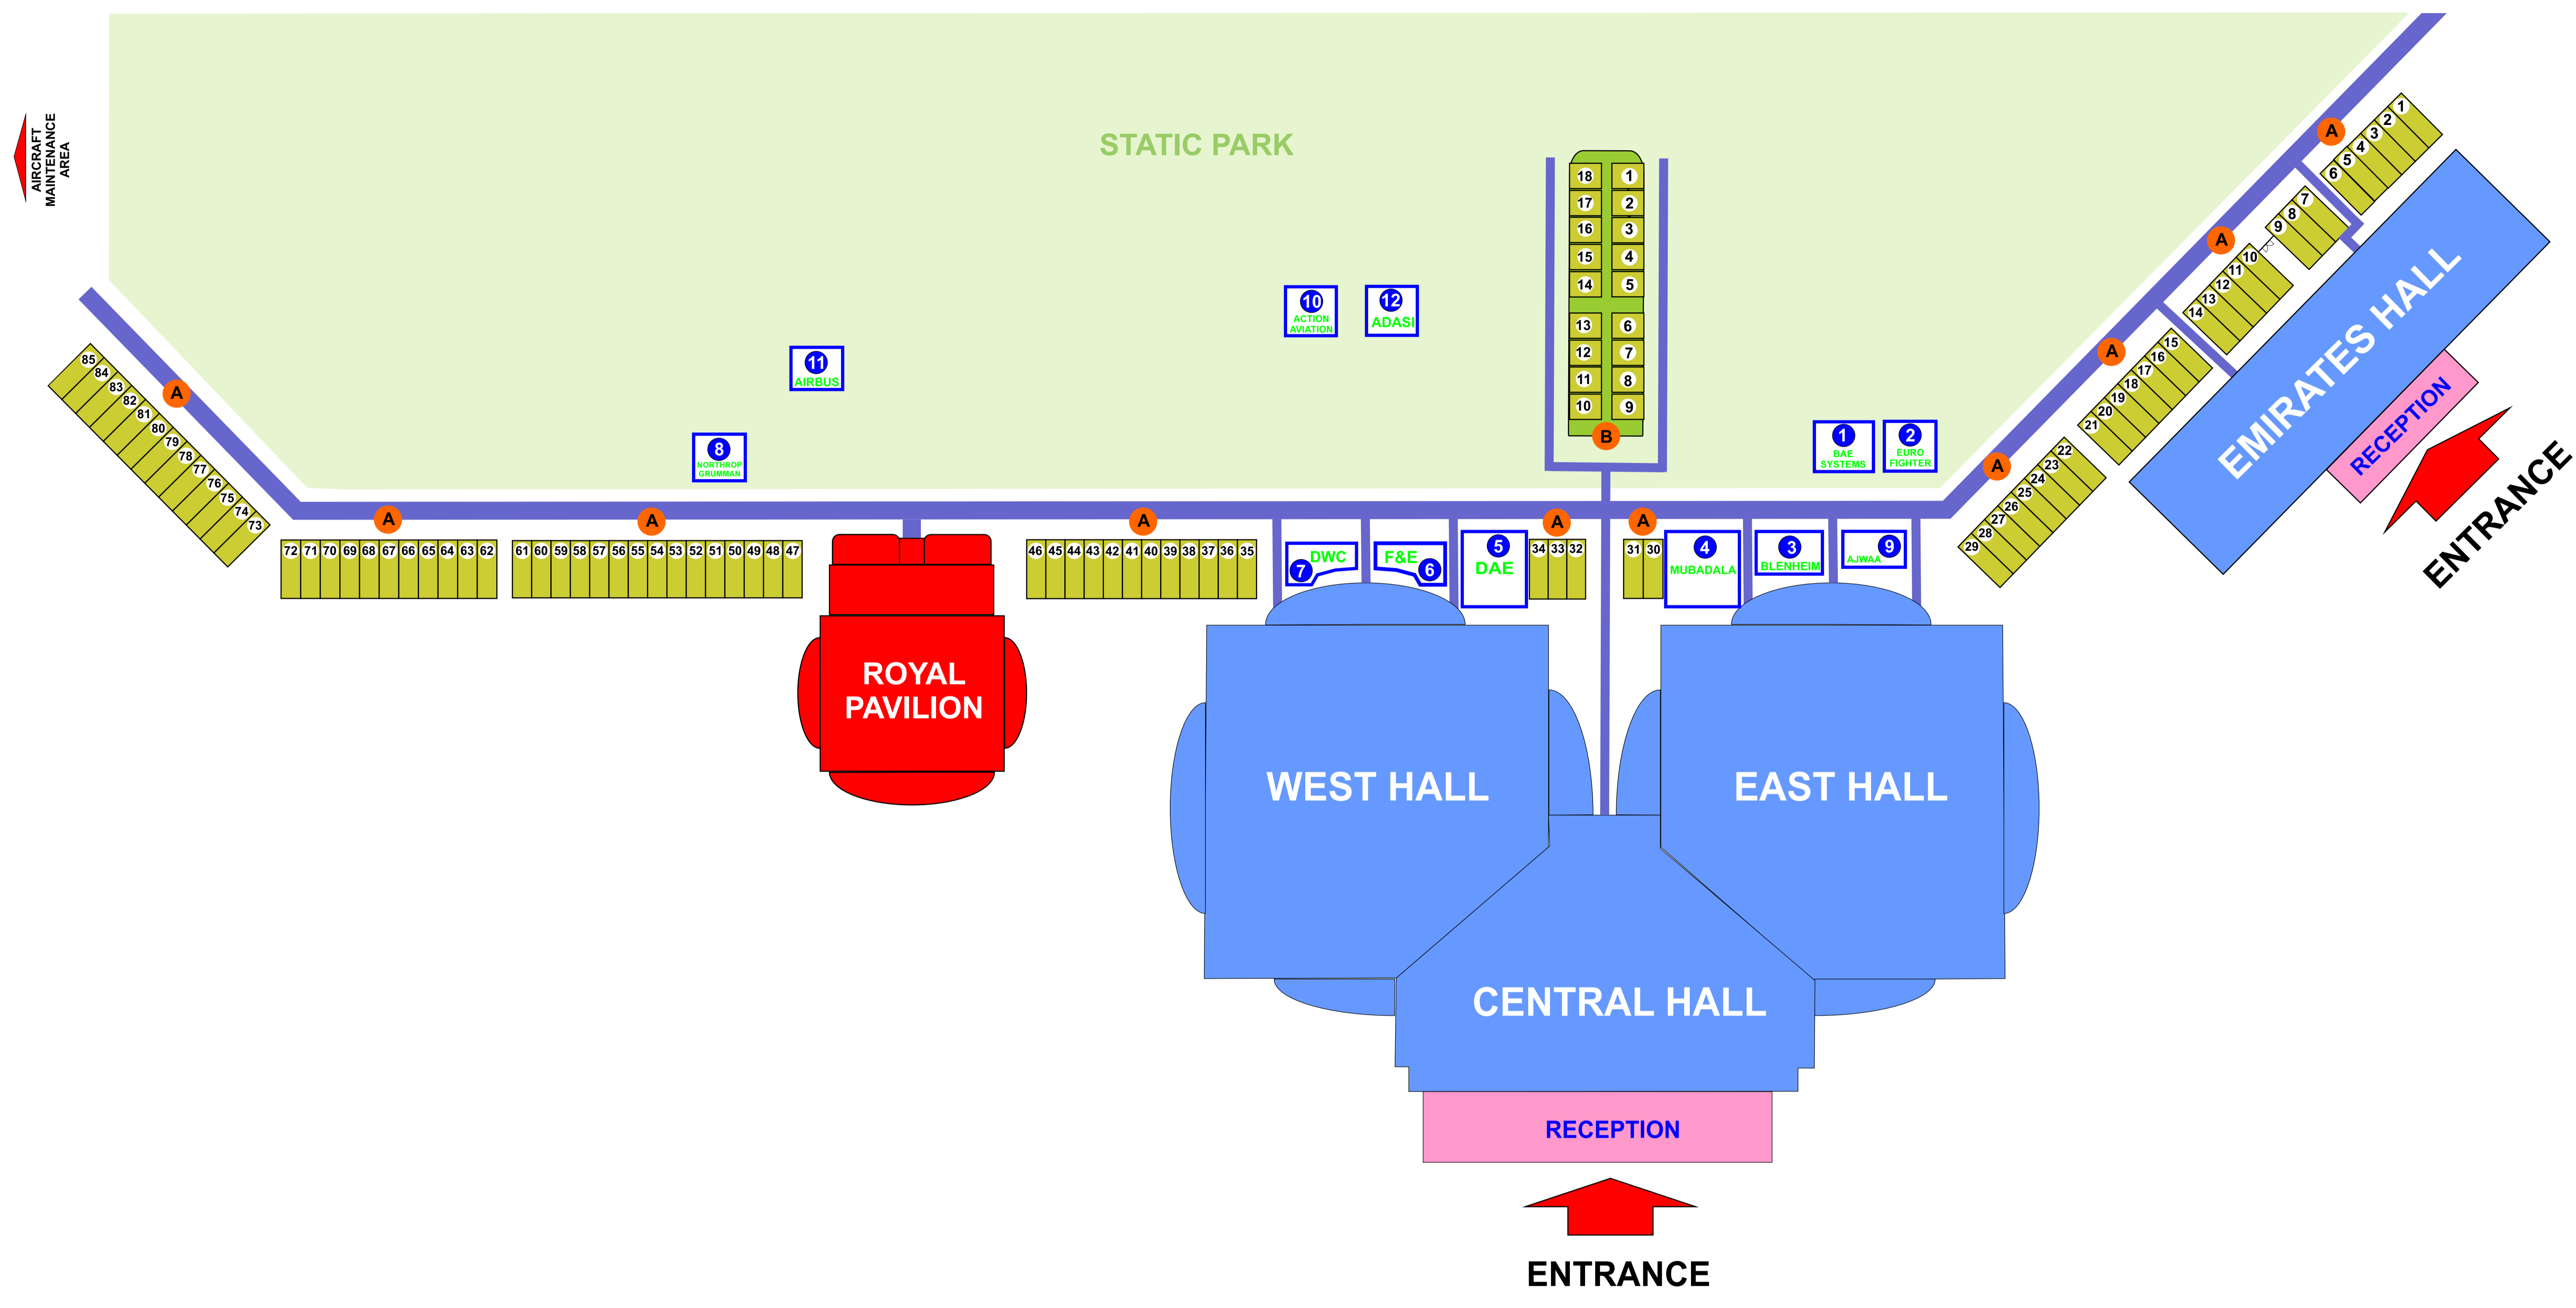 AIRCRAFT
MAINTENANCE
AREA
STATIC PARK
A
1
2
3
4
5
6
A
7
8
9
10
11
12
13
14
A
15
16
17
18
19
20
21
A
22
23
24
25
26
27
28
29
EMIRATES HALL
RECEPTION
ENTRANCE
18 1
17 2
16 3
15 4
14 5
13 6
12 7
11 8
10 9
B
10
ACTION
AVIATION
12
ADASI
11
AIRBUS
8
NORTHROP
GRUMMAN
1
BAE
SYSTEMS
2
EURO
FIGHTER
A
85
84
83
82
81
80
79
78
77
76
75
74
73
A
72 71 70 69 68 67 66 65 64 63 62
A
61 60 59 58 57 56 55 54 53 52 51 50 49 48 47
A
46 45 44 43 42 41 40 39 38 37 36 35
DWC
7
F&E
6
5
DAE
A
34 33 32
A
31 30
4
MUBADALA
3
BLENHEIM
9
AJWAA
ROYAL
PAVILION
WEST HALL
EAST HALL
CENTRAL HALL
RECEPTION
ENTRANCE